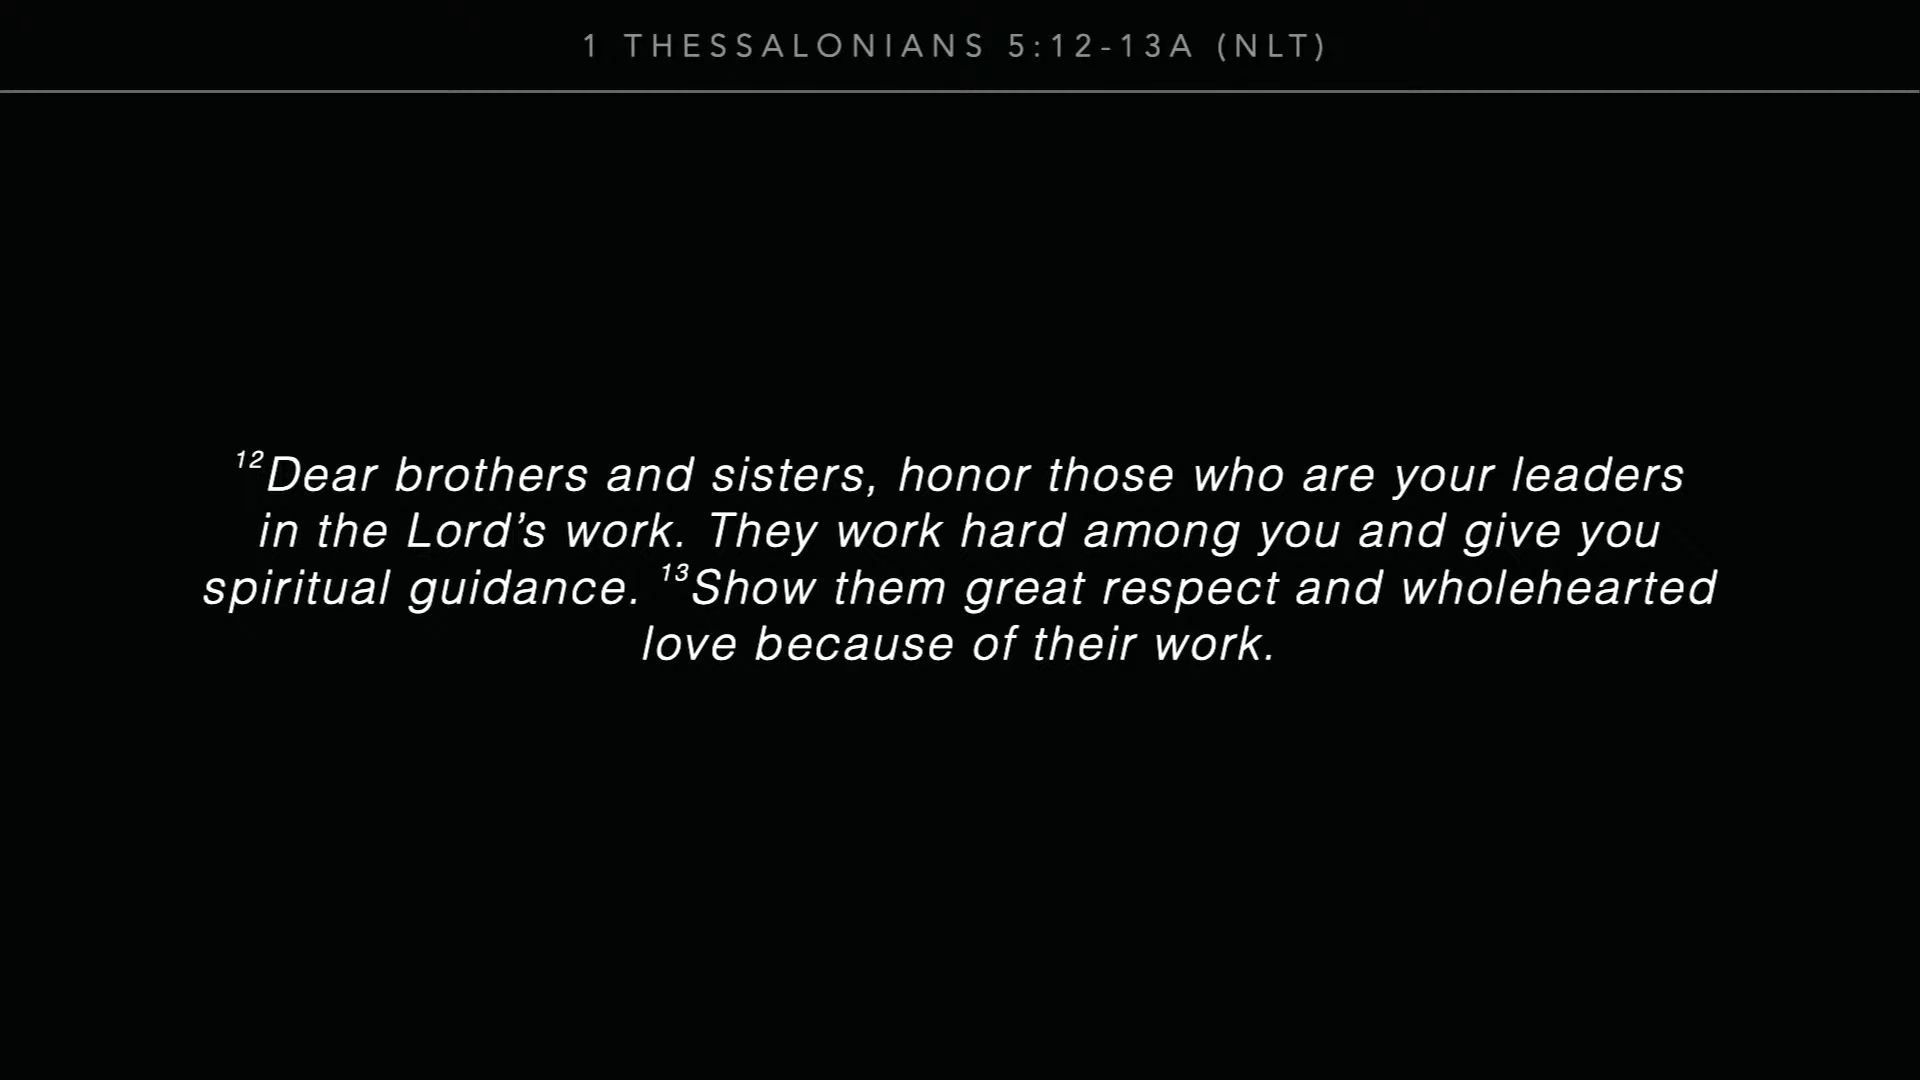 1 THESSALONIANS 5:12-13A (NLT)
12Dear brothers and sisters, honor those who are your leaders
in the Lord’s work. They work hard among you and give you
spiritual guidance. 13Show them great respect and wholehearted
love because of their work.